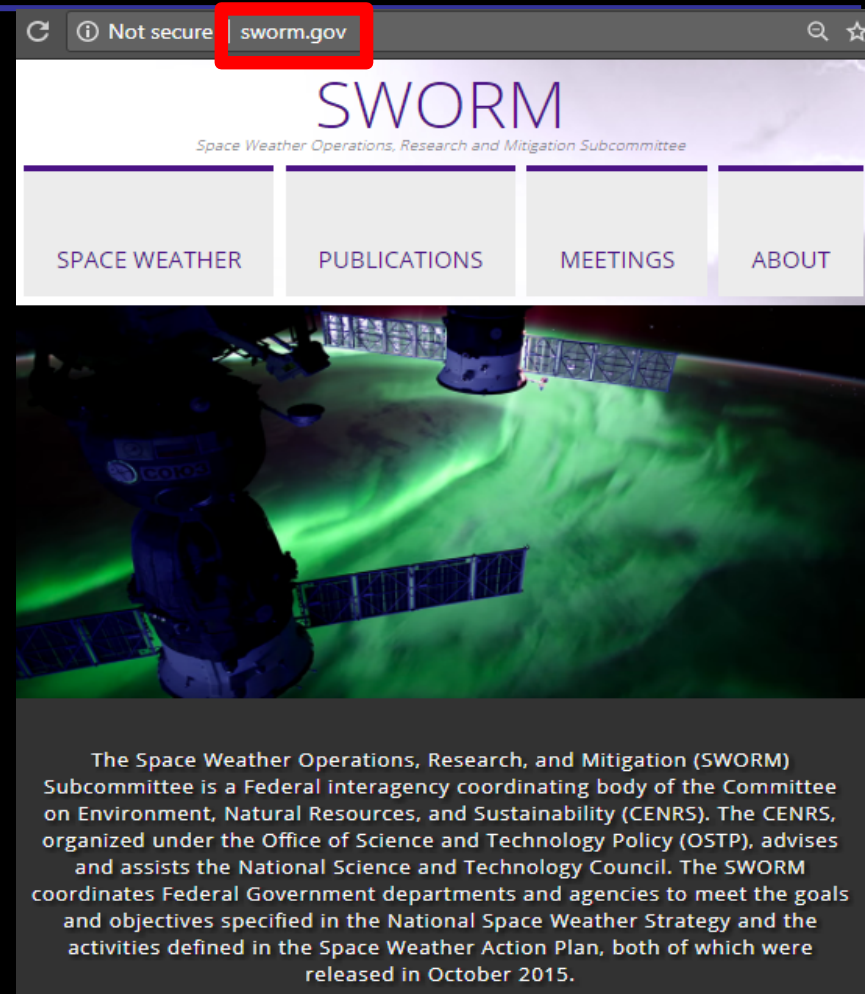 Not secure | sworm.gov
SWORM
Space Weather Operations, Research and Mitigation Subcommittee
SPACE WEATHER PUBLICATIONS MEETINGS ABOUT
СОЮЗ
The Space Weather Operations, Research, and Mitigation (SWORM)
Subcommittee is a Federal interagency coordinating body of the Committee
on Environment, Natural Resources, and Sustainability (CENRS). The CENRS,
organized under the Office of Science and Technology Policy (OSTP), advises
and assists the National Science and Technology Council. The SWORM
coordinates Federal Government departments and agencies to meet the goals
and objectives specified in the National Space Weather Strategy and the
activities defined in the Space Weather Action Plan, both of which were
released in October 2015.